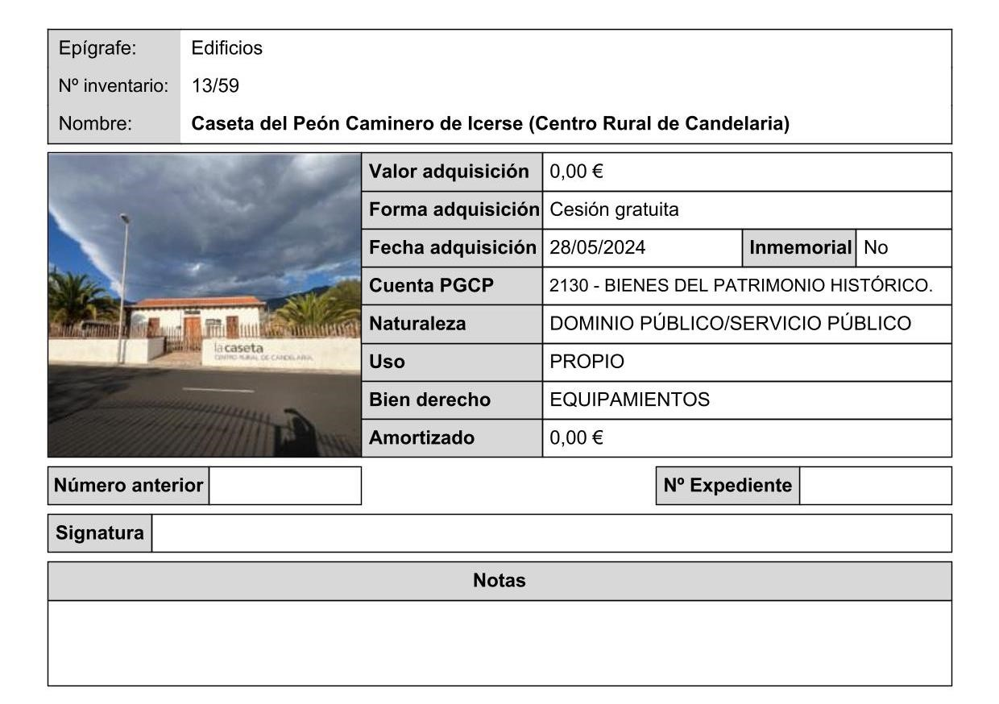 Epígrafe: Edificios
Nº inventario: 13/59
Nombre: Caseta del Peón Caminero de Icerse (Centro Rural de Candelaria)
Valor adquisición 0,00 €
Forma adquisición Cesión gratuita
Fecha adquisición 28/05/2024 Inmemorial No
Cuenta PGCP 2130 - BIENES DEL PATRIMONIO HISTÓRICO.
Naturaleza DOMINIO PÚBLICO/SERVICIO PÚBLICO
Uso PROPIO
Bien derecho EQUIPAMIENTOS
Amortizado 0,00 €
la caseta
CENTRO RURAL DE CANDELARIA
Número anterior Nº Expediente
Signatura
Notas